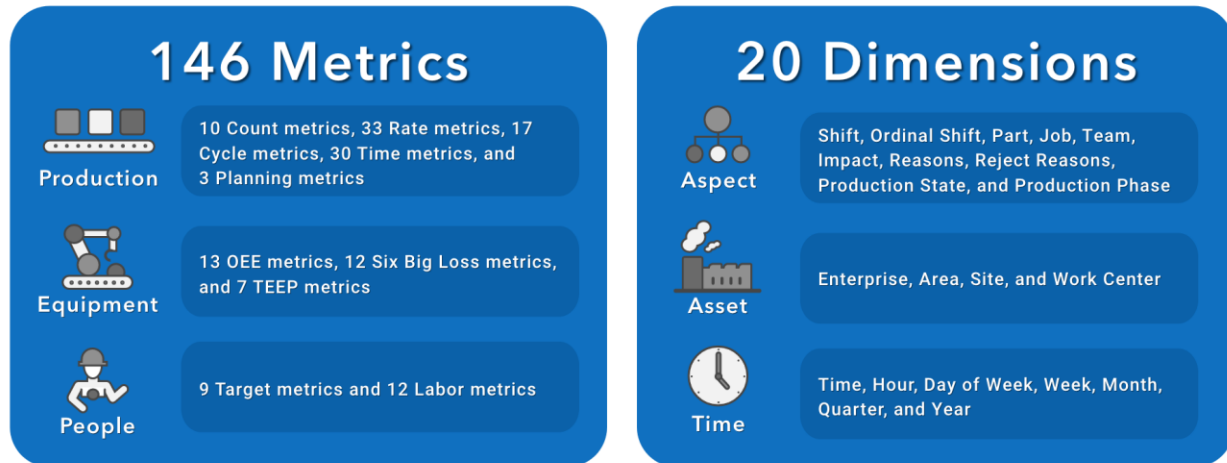 146 Metrics
Production
10 Count metrics, 33 Rate metrics, 17
Cycle metrics, 30 Time metrics, and
3 Planning metrics
Equipment
13 OEE metrics, 12 Six Big Loss metrics,
and 7 TEEP metrics
People
9 Target metrics and 12 Labor metrics
20 Dimensions
Aspect
Shift, Ordinal Shift, Part, Job, Team,
Impact, Reasons, Reject Reasons,
Production State, and Production Phase
Asset
Enterprise, Area, Site, and Work Center
Time
Time, Hour, Day of Week, Week, Month,
Quarter, and Year